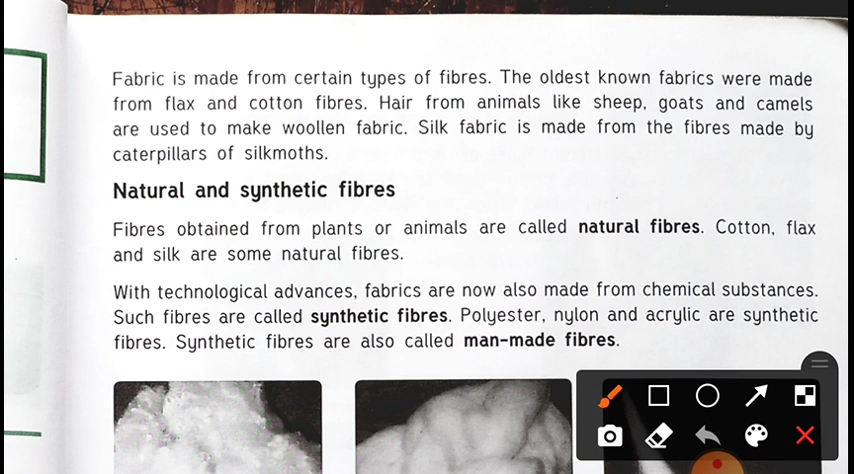 Fabric is made from certain types of fibres. The oldest known fabrics were made
from flax and cotton fibres. Hair from animals like sheep, goats and camels
are used to make woollen fabric. Silk fabric is made from the fibres made by
caterpillars of silkmoths.
Natural and synthetic fibres
Fibres obtained from plants or animals are called natural fibres. Cotton, flax
and silk are some natural fibres.
With technological advances, fabrics are now also made from chemical substances.
Such fibres are called synthetic fibres. Polyester, nylon and acrylic are synthetic
fibres. Synthetic fibres are also called man-made fibres.